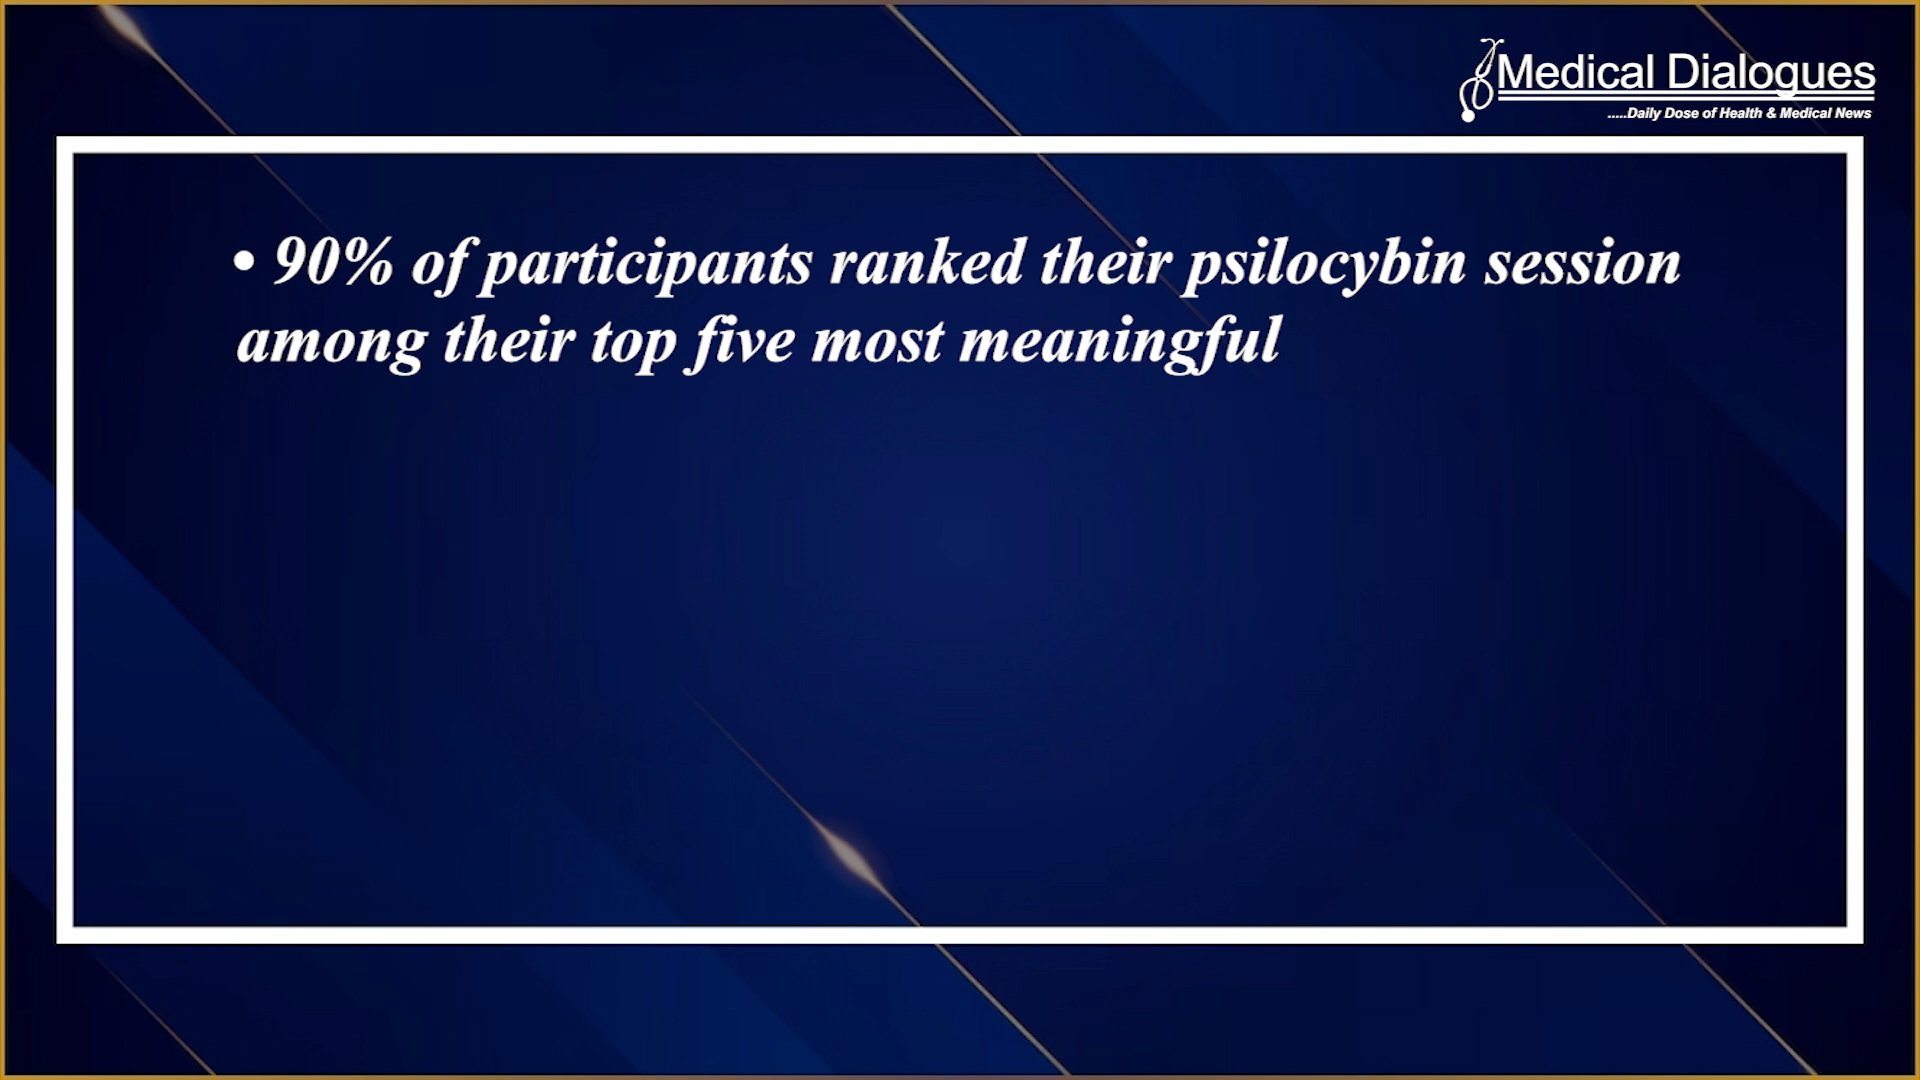 Medical Dialogues
.....Daily Dose of Health & Medical News
• 90% of participants ranked their psilocybin session
among their top five most meaningful